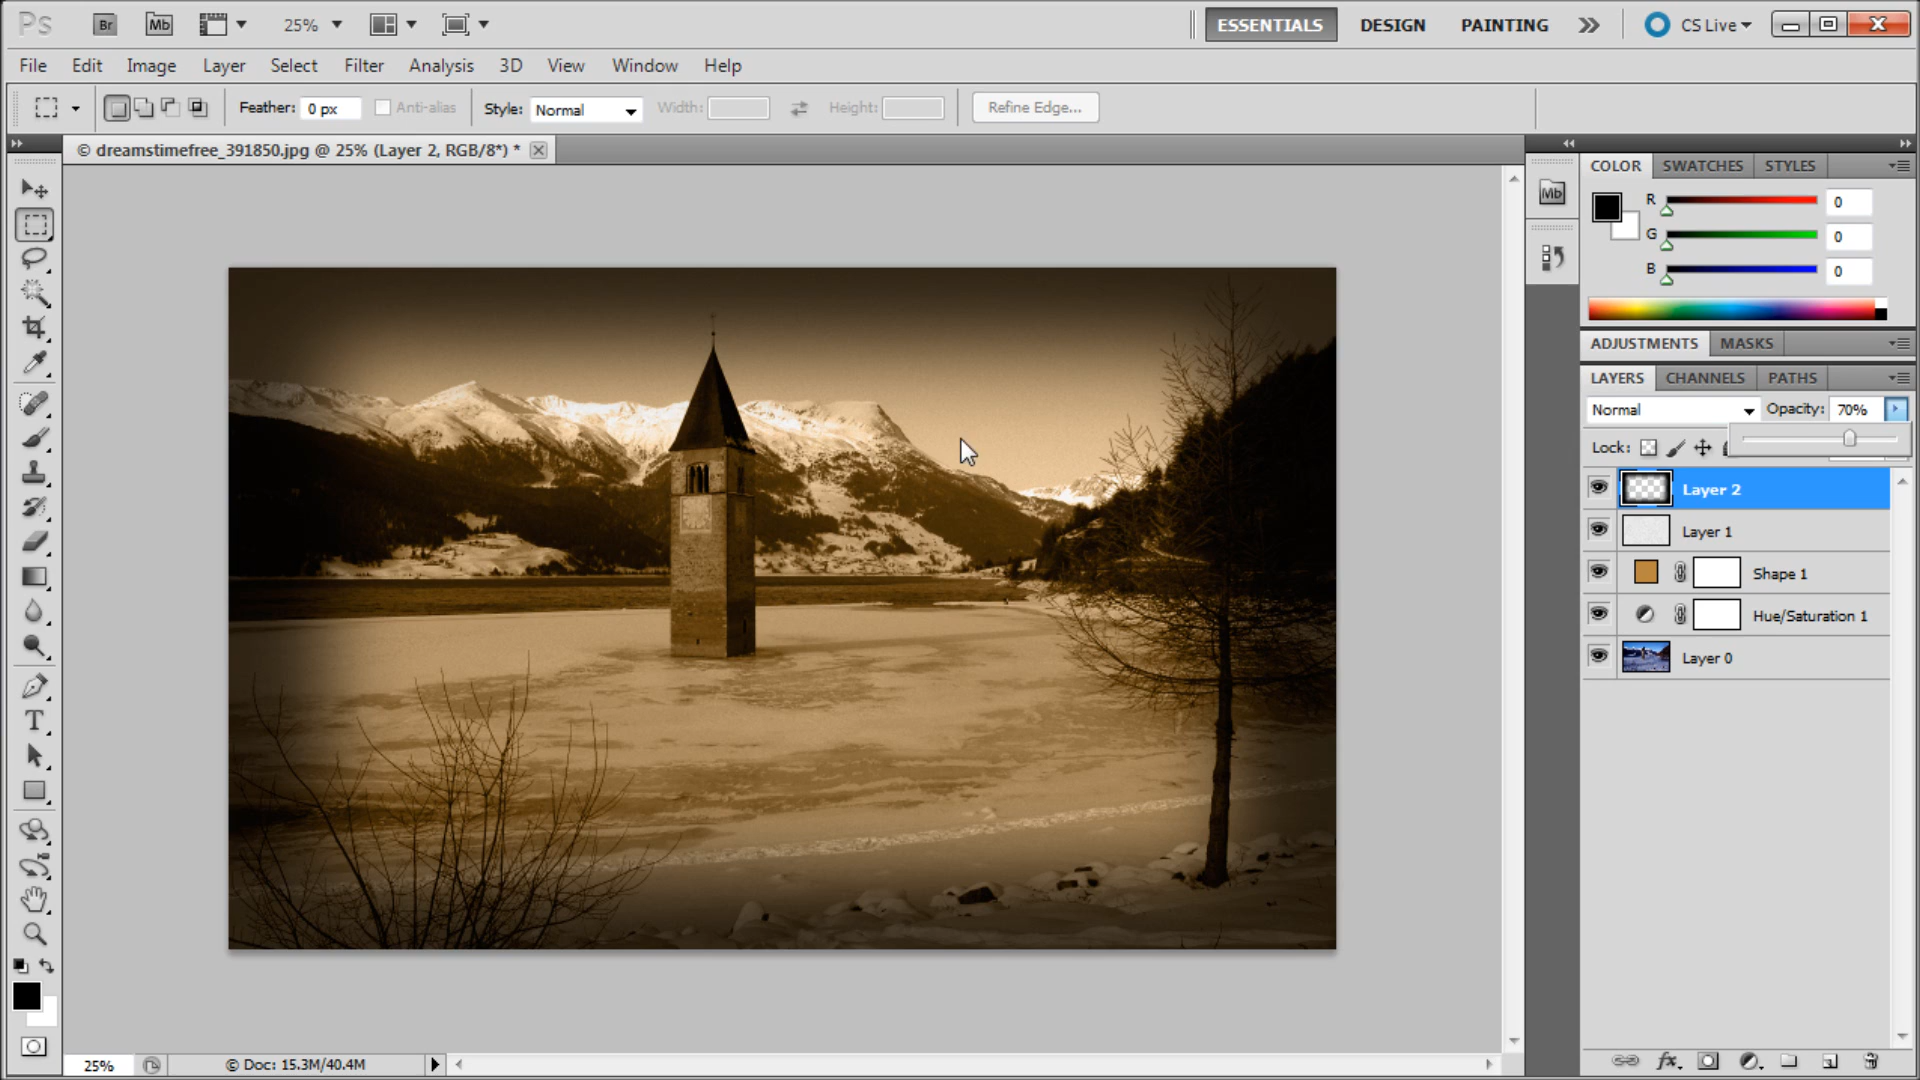 Ps Br Mb 25% ESSENTIALS DESIGN PAINTING CS Live
File Edit Image Layer Select Filter Analysis 3D View Window Help
Feather: 0 px Anti-alias Style: Normal Width: Height: Refine Edge...
© dreamstimefree_391850.jpg @ 25% (Layer 2, RGB/8*) *
Mb
COLOR SWATCHES STYLES
R 0
G 0
B 0
ADJUSTMENTS MASKS
LAYERS CHANNELS PATHS
Normal Opacity: 70%
Lock:
Layer 2
Layer 1
Shape 1
Hue/Saturation 1
Layer 0
T
25% © Doc: 15.3M/40.4M
fx